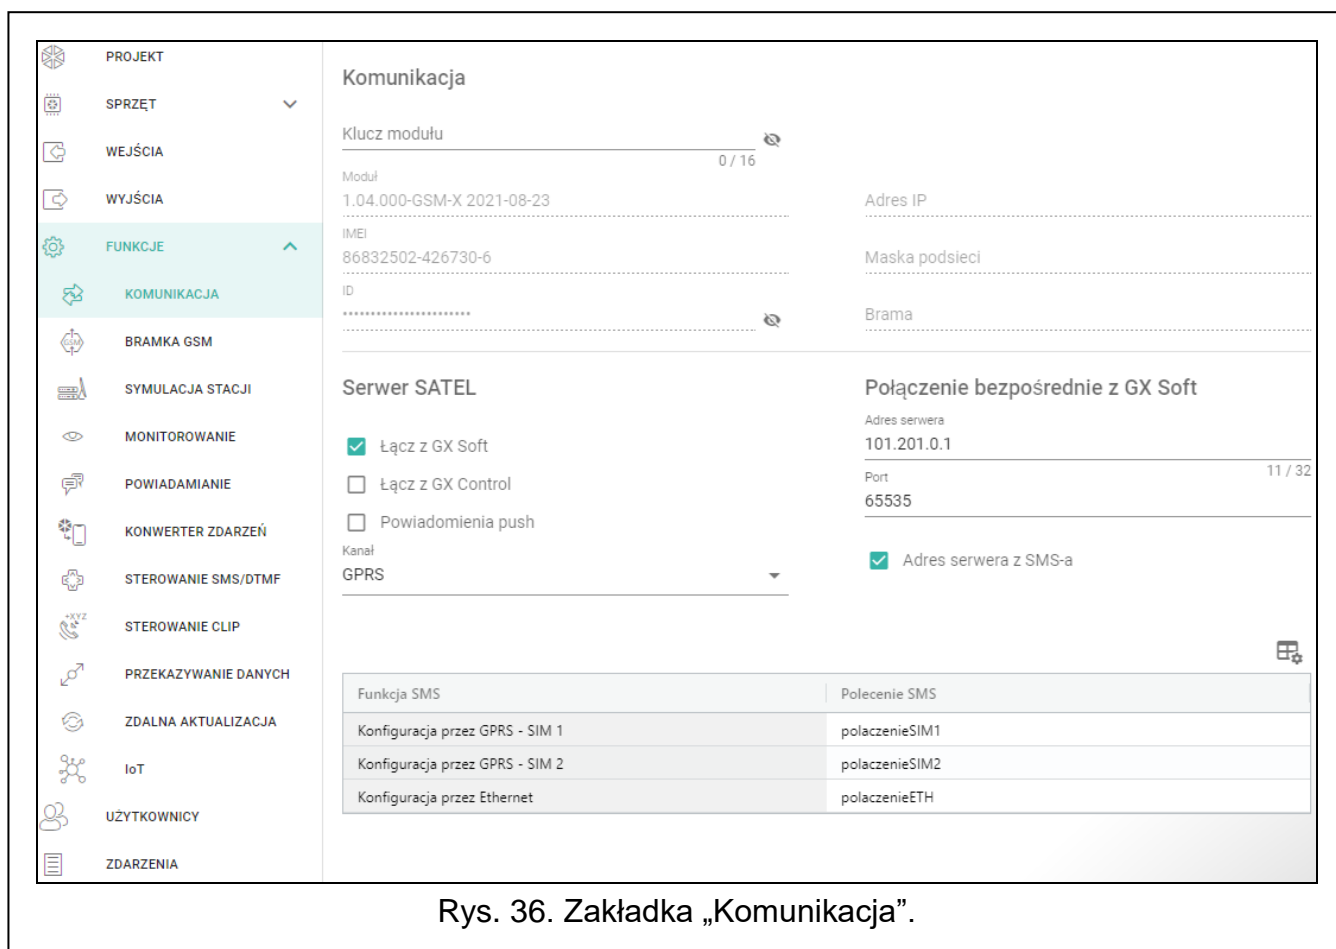 PROJEKT
SPRZĘT
WEJŚCIA
WYJŚCIA
FUNKCJE
KOMUNIKACJA
BRAMKA GSM
GSM
SYMULACJA STACJI
MONITOROWANIE
POWIADAMIANIE
KONWERTER ZDARZEŃ
STEROWANIE SMS/DTMF
+XYZ
STEROWANIE CLIP
PRZEKAZYWANIE DANYCH
ZDALNA AKTUALIZACJA
IoT
UŻYTKOWNICY
ZDARZENIA
Komunikacja
Klucz modułu
0 / 16
Moduł
1.04.000-GSM-X 2021-08-23
IMEI
86832502-426730-6
ID
••••••••••••••••••••••
Adres IP
Maska podsieci
Brama
Serwer SATEL
Łącz z GX Soft
Łącz z GX Control
Powiadomienia push
Kanał
GPRS
Połączenie bezpośrednie z GX Soft
Adres serwera
101.201.0.1
11 / 32
Port
65535
Adres serwera z SMS-a
Funkcja SMS Polecenie SMS
Konfiguracja przez GPRS - SIM 1 polaczenieSIM1
Konfiguracja przez GPRS - SIM 2 polaczenieSIM2
Konfiguracja przez Ethernet polaczenieETH
Rys. 36. Zakładka „Komunikacja”.